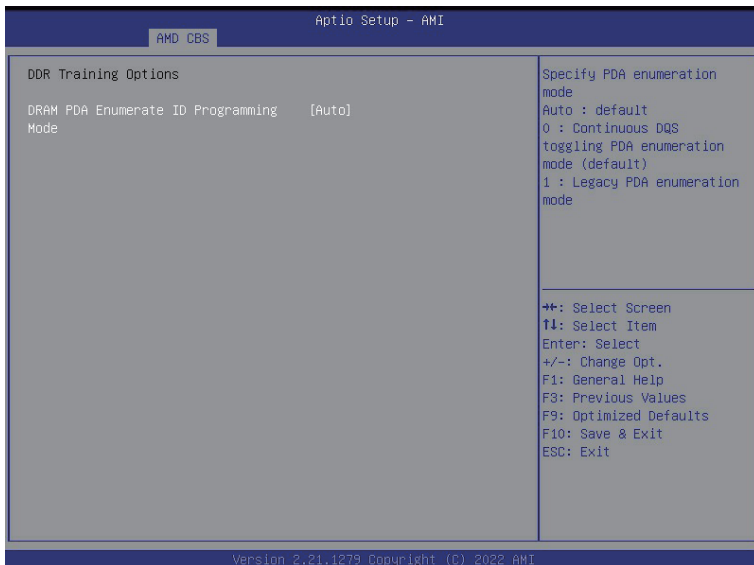 Aptio Setup – AMI
AMD CBS
DDR Training Options
DRAM PDA Enumerate ID Programming [Auto]
Mode
Specify PDA enumeration
mode
Auto : default
0 : Continuous DQS
toggling PDA enumeration
mode (default)
1 : Legacy PDA enumeration
mode
→←: Select Screen
↑↓: Select Item
Enter: Select
+/-: Change Opt.
F1: General Help
F3: Previous Values
F9: Optimized Defaults
F10: Save & Exit
ESC: Exit
Version 2.21.1279 Copyright (C) 2022 AMI